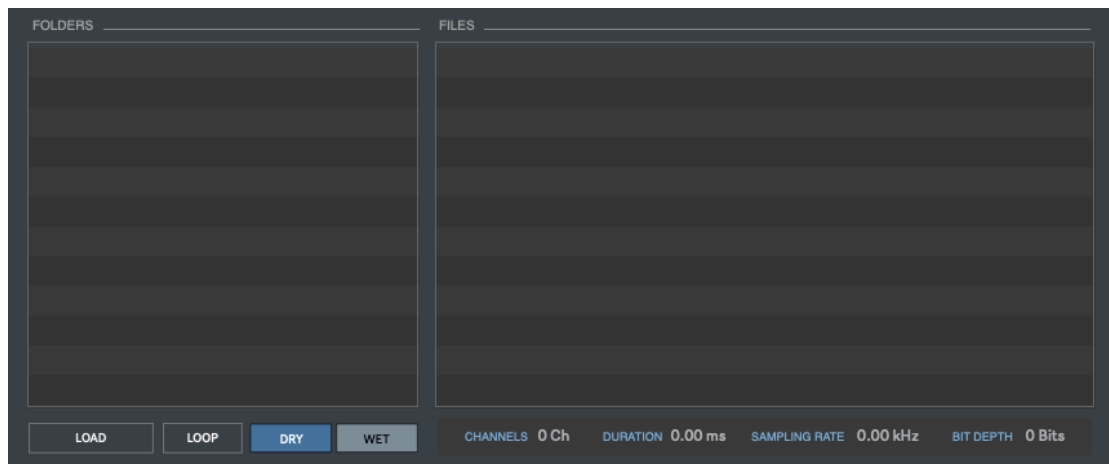 FOLDERS
FILES
LOAD LOOP DRY WET CHANNELS 0 Ch DURATION 0.00 ms SAMPLING RATE 0.00 kHz BIT DEPTH 0 Bits